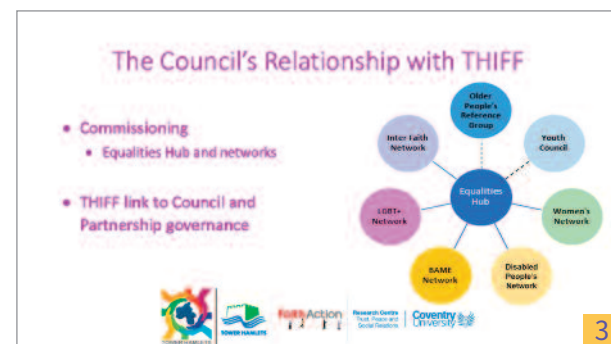 The Council's Relationship with THIFF
• Commissioning
• Equalities Hub and networks
• THIFF link to Council and
Partnership governance
Older
People's
Reference
Group
Inter Faith
Network
Youth
Council
Equalities
Hub
LGBT+
Network
Women's
Network
BAME
Network
Disabled
People's
Network
TOWER HAMLETS
FaithAction
Research Centre
Trust, Peace and
Social Relations
Coventry
University
3